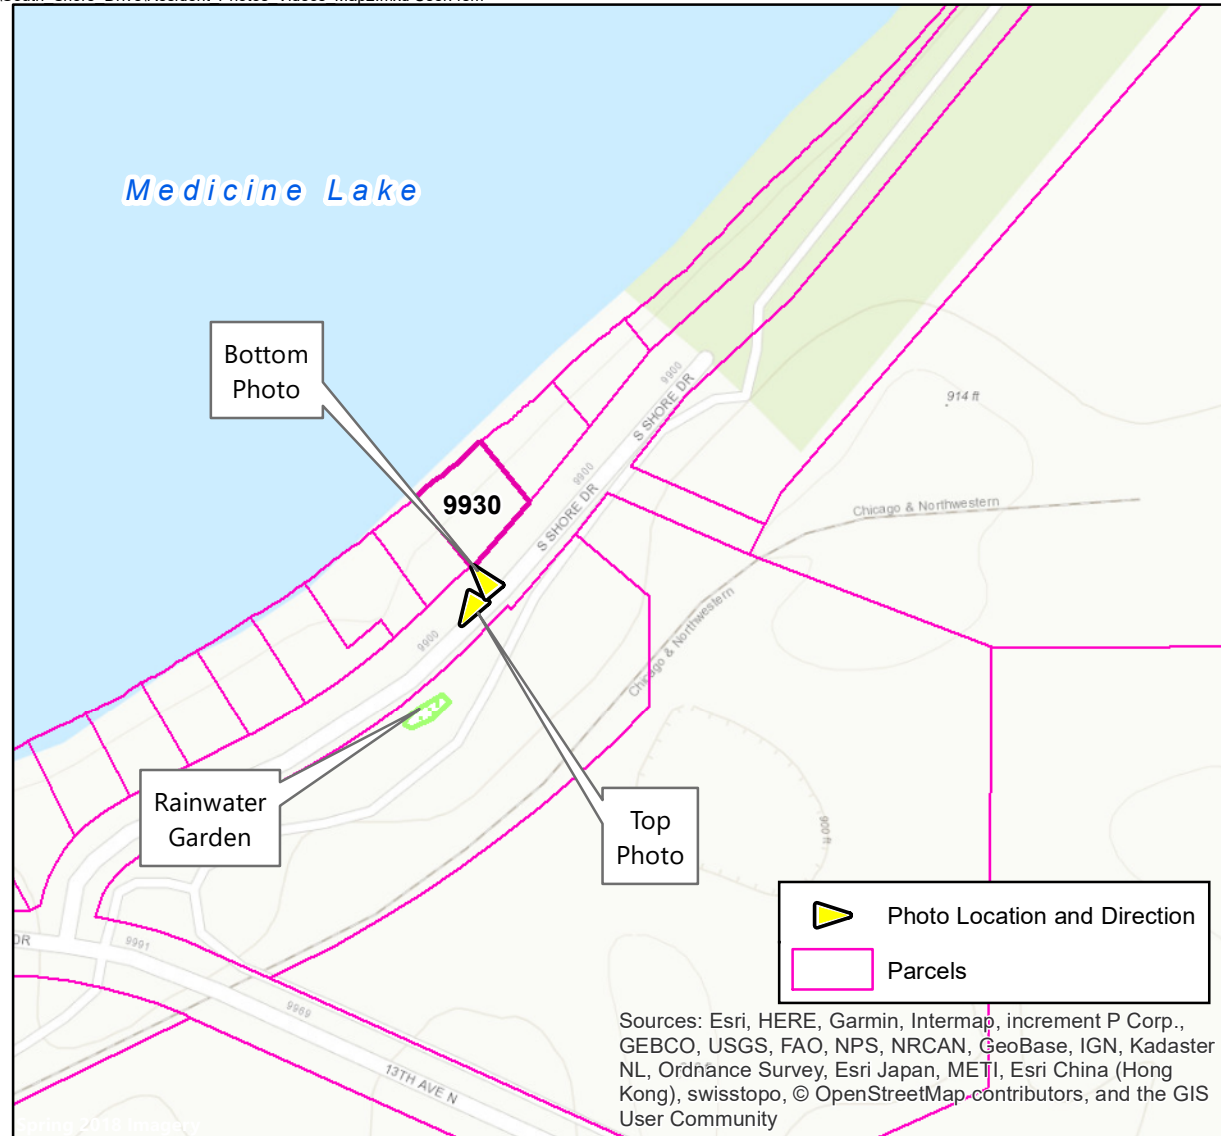 Medicine Lake
Bottom
Photo
9900
S SHORE DR
914 ft
9900
S SHORE DR
9930
Chicago & Northwestern
Chicago & Northwestern
9900
Rainwater
Garden
Top
Photo
900 ft
Photo Location and Direction
Parcels
DR
9991
9969
13TH AVE N
Sources: Esri, HERE, Garmin, Intermap, increment P Corp.,
GEBCO, USGS, FAO, NPS, NRCAN, GeoBase, IGN, Kadaster
NL, Ordnance Survey, Esri Japan, METI, Esri China (Hong
Kong), swisstopo, © OpenStreetMap contributors, and the GIS
User Community
Spring 2018 Imagery